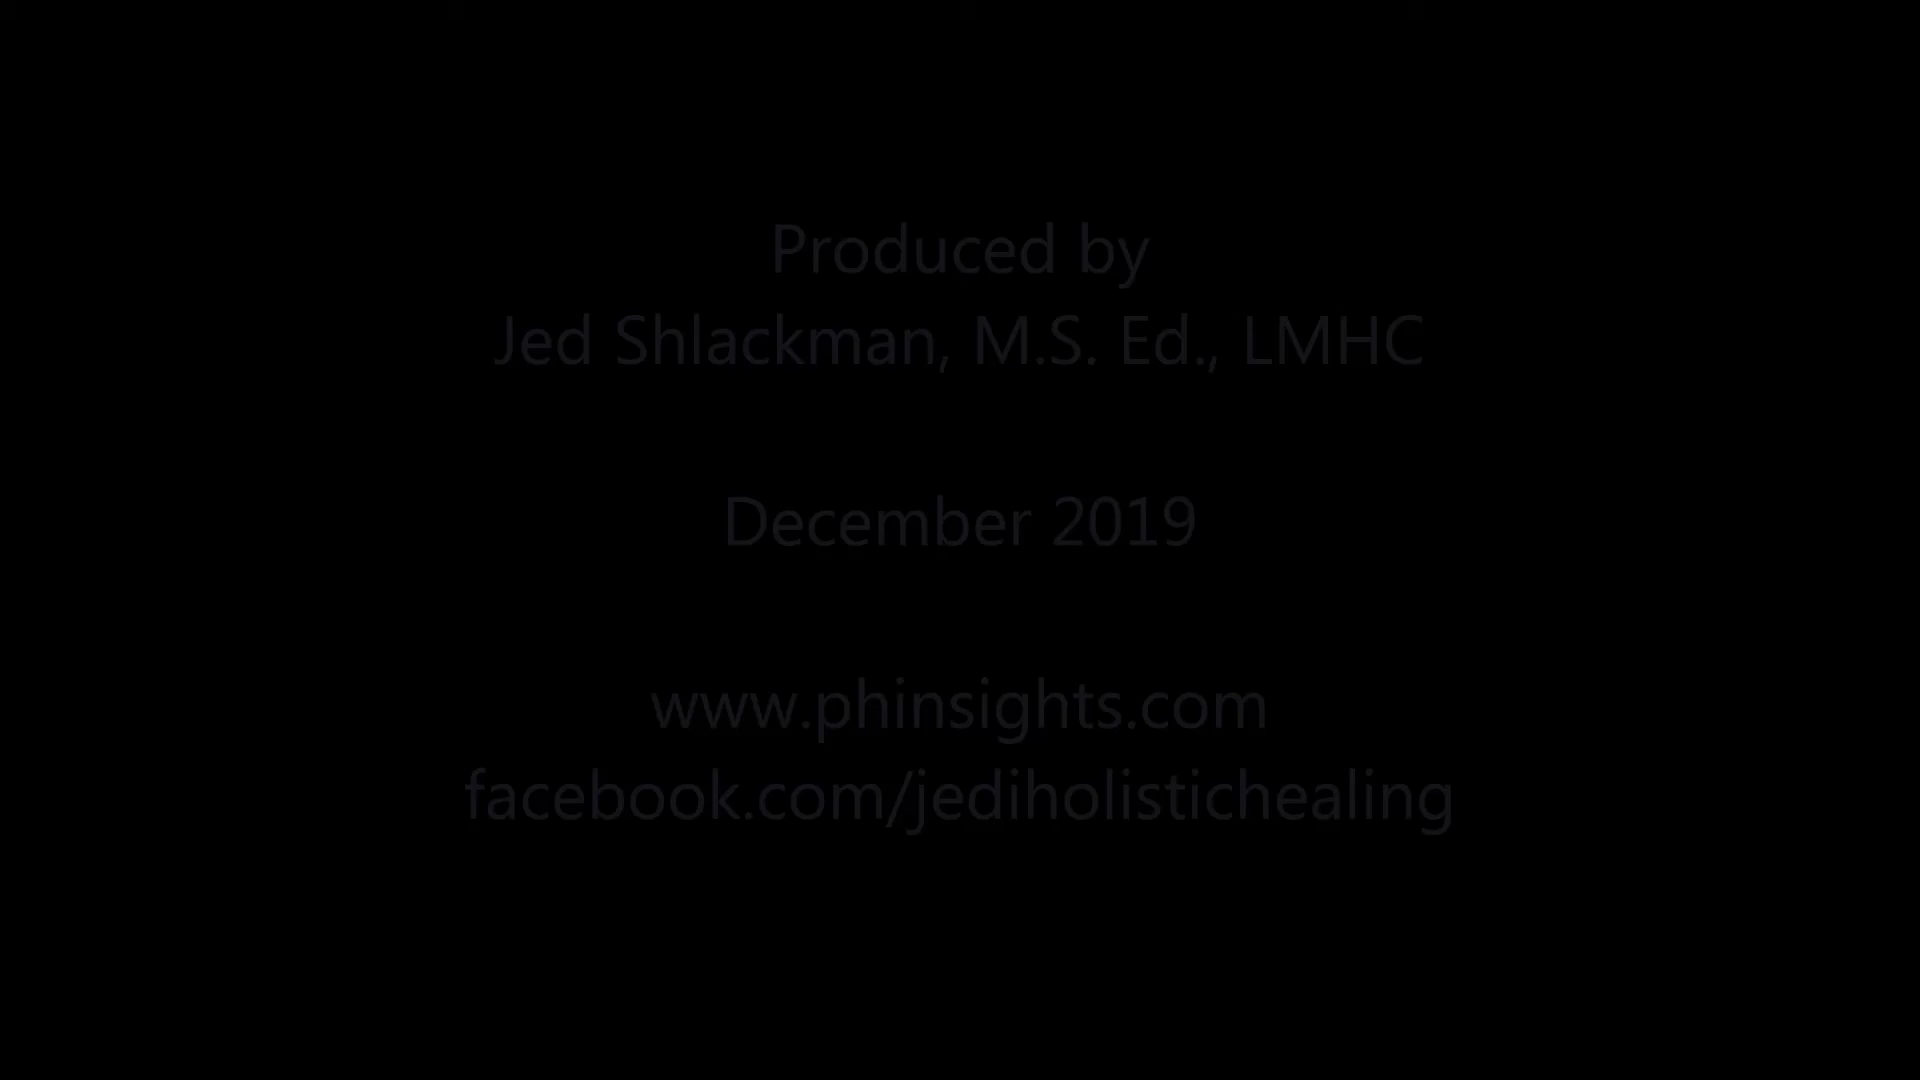 Produced by
Jed Shlackman, M.S. Ed., LMHC
December 2019
www.phinsights.com
facebook.com/jediholistichealing